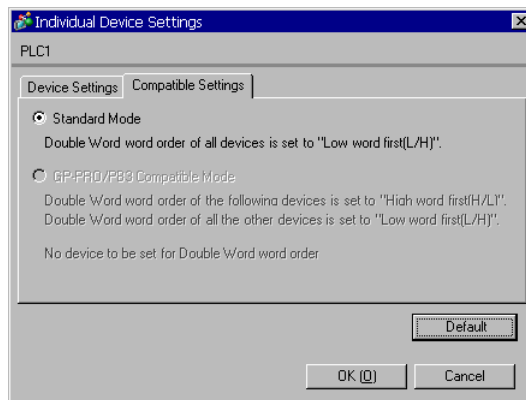 Individual Device Settings
PLC1
Device Settings
Compatible Settings
Standard Mode
Double Word word order of all devices is set to "Low word first(L/H)".
GP-PRO/PB3 Compatible Mode
Double Word word order of the following devices is set to "High word first(H/L)".
Double Word word order of all the other devices is set to "Low word first(L/H)".
No device to be set for Double Word word order
Default
OK (O)
Cancel